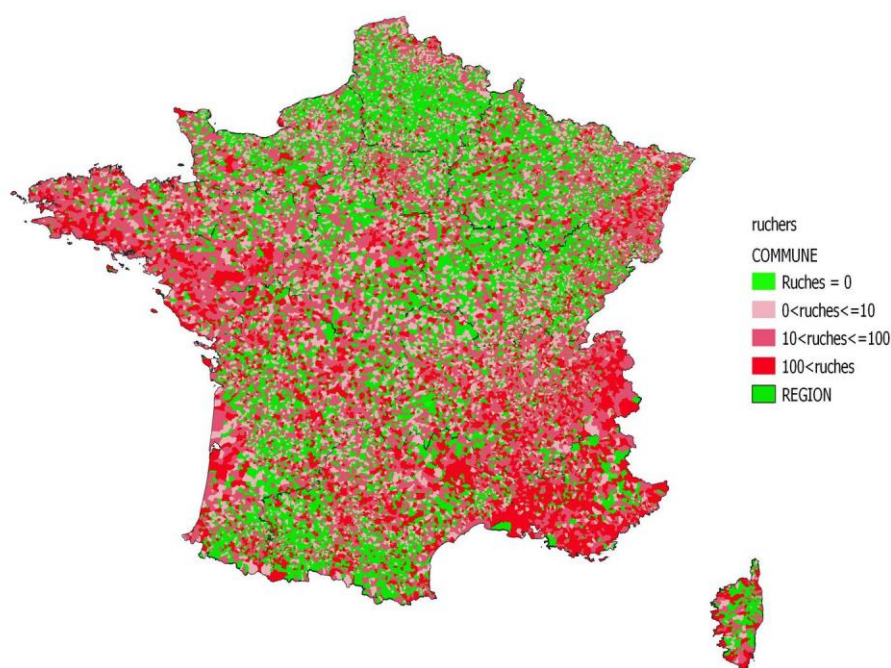 ruchers
COMMUNE
Ruches = 0
0<ruches<=10
10<ruches<=100
100<ruches
REGION